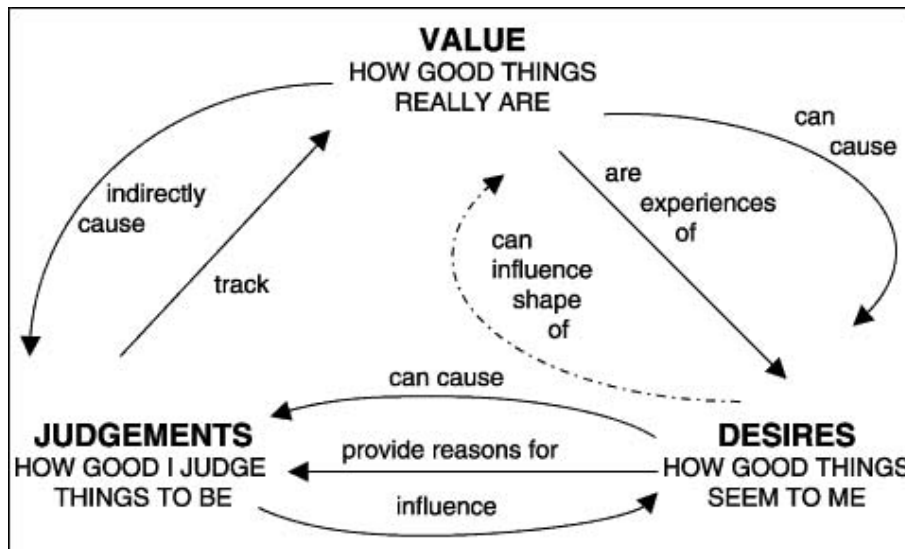 VALUE
HOW GOOD THINGS
REALLY ARE
can
cause
are
experiences
of
indirectly
cause
can
influence
shape
of
track
can cause
JUDGEMENTS
HOW GOOD I JUDGE
THINGS TO BE
provide reasons for
influence
DESIRES
HOW GOOD THINGS
SEEM TO ME